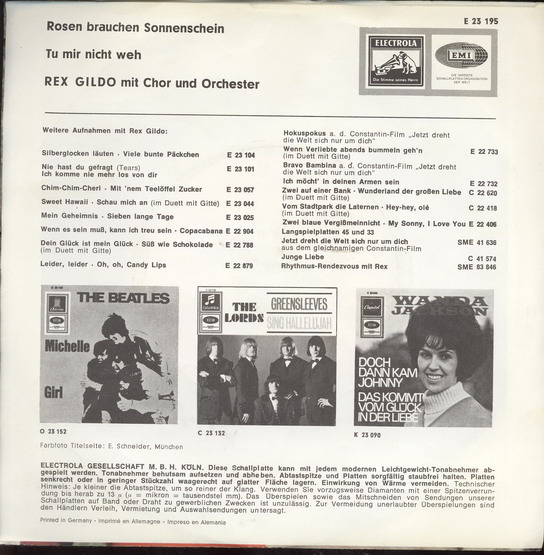 E 23 195
Rosen brauchen Sonnenschein
Tu mir nicht weh
REX GILDO mit Chor und Orchester
ELECTROLA
Die Stimme seines Herrn
EMI
DIE GRÖSSTE
SCHALLPLATTEN-ORGANISATION
DER WELT
Weitere Aufnahmen mit Rex Gildo:
Silberglocken läuten · Viele bunte Päckchen E 23 104
Nie hast du gefragt (Tears) E 23 101
Ich komme nie mehr los von dir
Chim-Chim-Cheri · Mit 'nem Teelöffel Zucker E 23 057
Sweet Hawaii · Schau mich an (im Duett mit Gitte) E 23 044
Mein Geheimnis · Sieben lange Tage E 23 025
Wenn es sein muß, kann ich treu sein · Copacabana E 22 904
Dein Glück ist mein Glück · Süß wie Schokolade E 22 788
(im Duett mit Gitte)
Leider, leider · Oh, oh, Candy Lips E 22 879
Hokuspokus a. d. Constantin-Film „Jetzt dreht
die Welt sich nur um dich"
Wenn Verliebte abends bummeln geh'n E 22 733
(im Duett mit Gitte)
Bravo Bambina a. d. Constantin-Film „Jetzt dreht
die Welt sich nur um dich"
Ich möcht' in deinen Armen sein E 22 732
Zwei auf einer Bank · Wunderland der großen Liebe C 22 620
(im Duett mit Gitte)
Vom Stadtpark die Laternen · Hey-hey, olé C 22 418
(im Duett mit Gitte)
Zwei blaue Vergißmeinnicht · My Sonny, I Love You E 22 406
Langspielplatten 45 und 33
Jetzt dreht die Welt sich nur um dich SME 41 636
aus dem gleichnamigen Constantin-Film
Junge Liebe C 41 574
Rhythmus-Rendezvous mit Rex SME 83 846
THE BEATLES
Michelle
Girl
Columbia
THE
LORDS
GREENSLEEVES
SING HALLELUJAH
Capitol
WANDA
JACKSON
DOCH
DANN KAM
JOHNNY
DAS KOMMT
VOM GLÜCK
IN DER LIEBE
O 23 152
C 23 132
K 23 090
Farbfoto Titelseite: E. Schneider, München
ELECTROLA GESELLSCHAFT M. B. H. KÖLN. Diese Schallplatte kann mit jedem modernen Leichtgewicht-Tonabnehmer ab-
gespielt werden. Tonabnehmer behutsam aufsetzen und abheben. Abtastspitze und Platten sorgfältig staubfrei halten. Platten
senkrecht oder in geringer Stückzahl waagerecht auf glatter Fläche lagern. Einwirkung von Wärme vermeiden. Technischer
Hinweis: Je kleiner die Abtastspitze, um so reiner der Klang. Verwenden Sie vorzugsweise Diamanten mit einer Spitzenverrun-
dung bis herab zu 13 μ (μ = mikron = tausendstel mm). Das Überspielen sowie das Mitschneiden von Sendungen unserer
Schallplatten auf Band oder Draht zu gewerblichen Zwecken ist unzulässig. Zur Vermeidung unerlaubter Überspielungen sind
den Händlern Verleih, Vermietung und Auswahlsendungen untersagt.
Printed in Germany · Imprimé en Allemagne · Impreso en Alemania